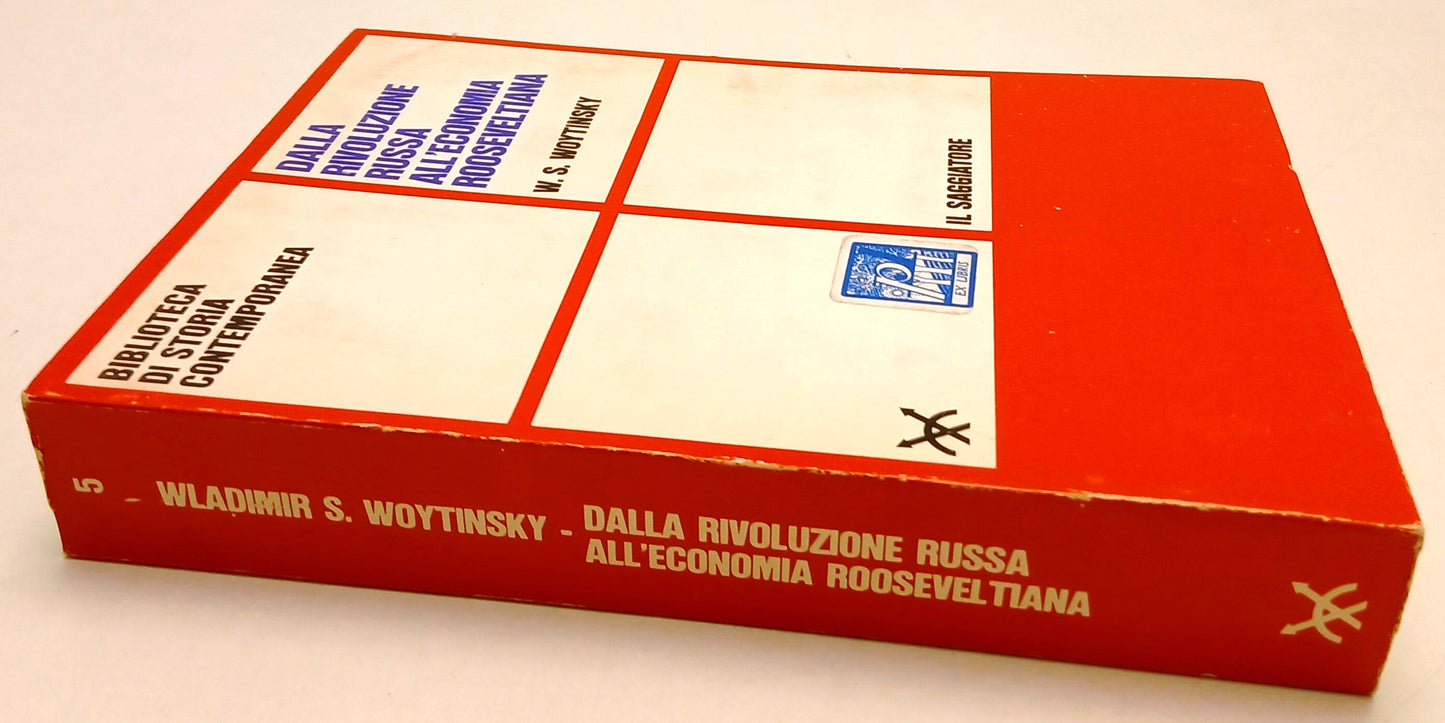 BIBLIOTECA
DI STORIA
CONTEMPORANEA
DALLA
RIVOLUZIONE
RUSSA
ALL'ECONOMIA
ROOSEVELTIANA
W. S. WOYTINSKY
IL SAGGIATORE
EX LIBRIS
5
WLADIMIR S. WOYTINSKY - DALLA RIVOLUZIONE RUSSA
ALL'ECONOMIA ROOSEVELTIANA